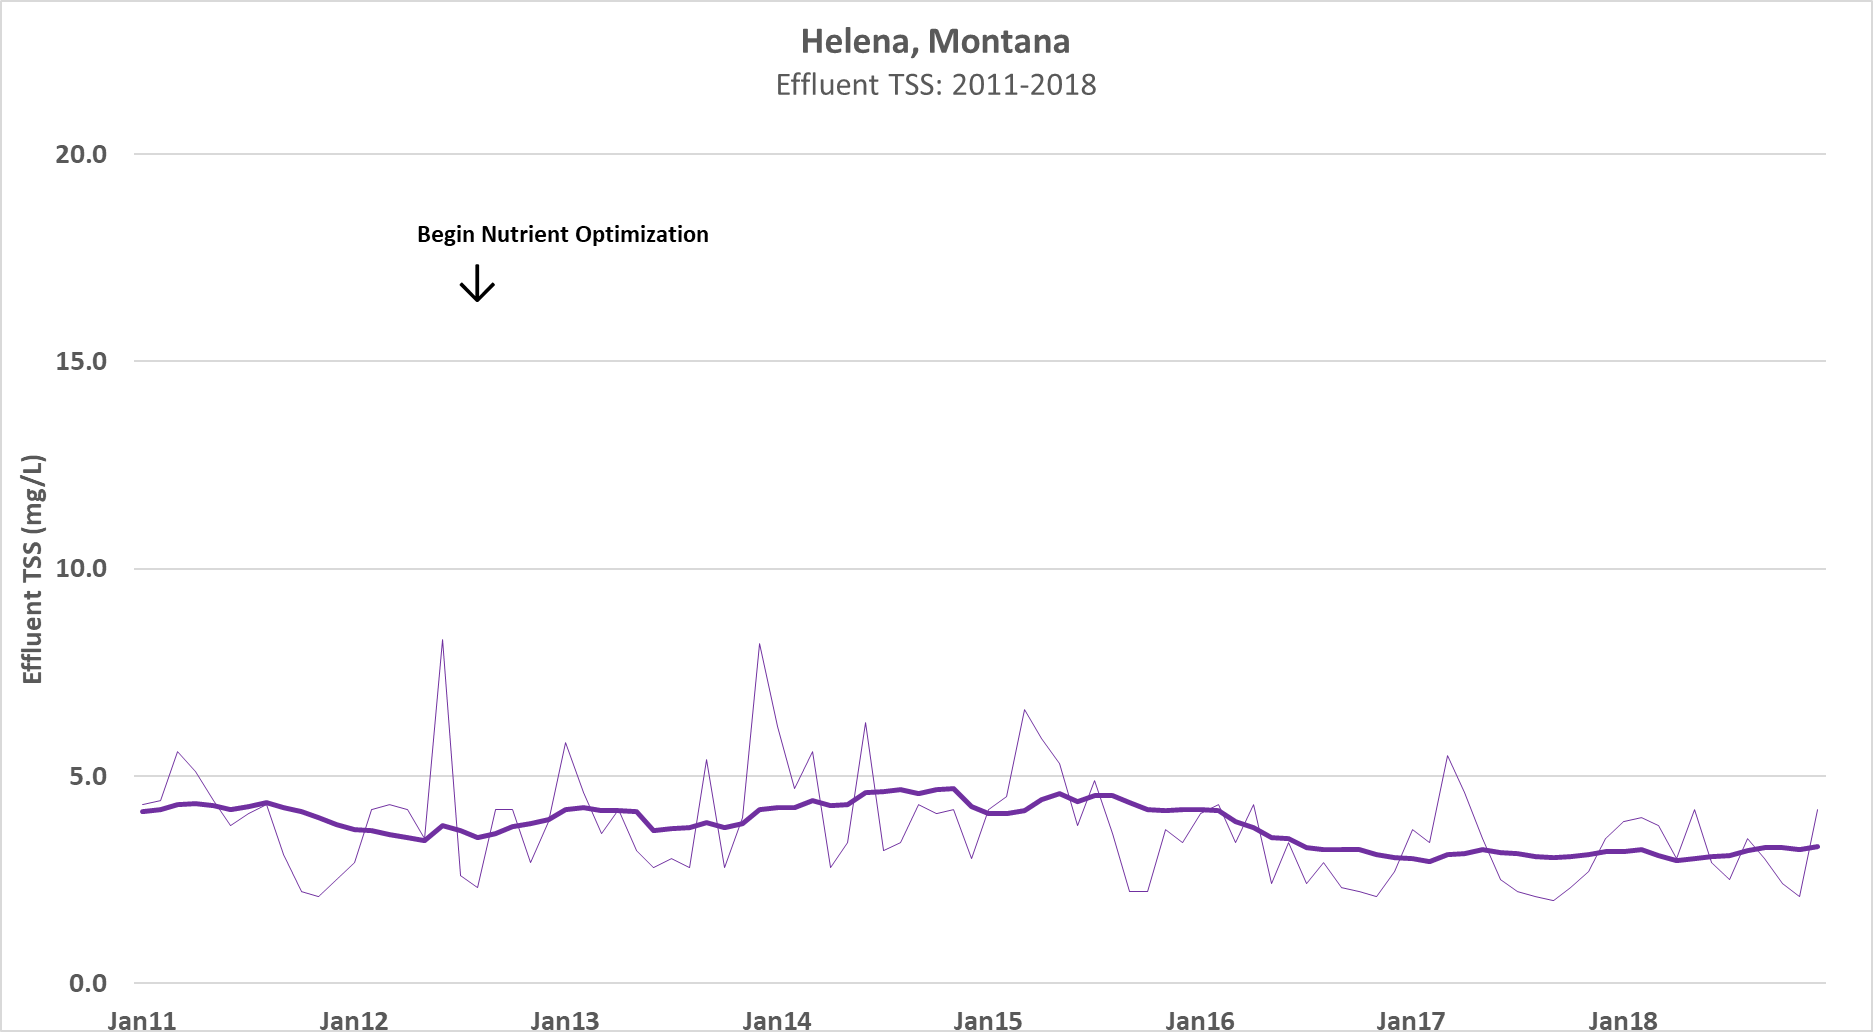 Helena, Montana
Effluent TSS: 2011-2018
20.0
Begin Nutrient Optimization
15.0
10.0
5.0
0.0
Effluent TSS (mg/L)
Jan11 Jan12 Jan13 Jan14 Jan15 Jan16 Jan17 Jan18